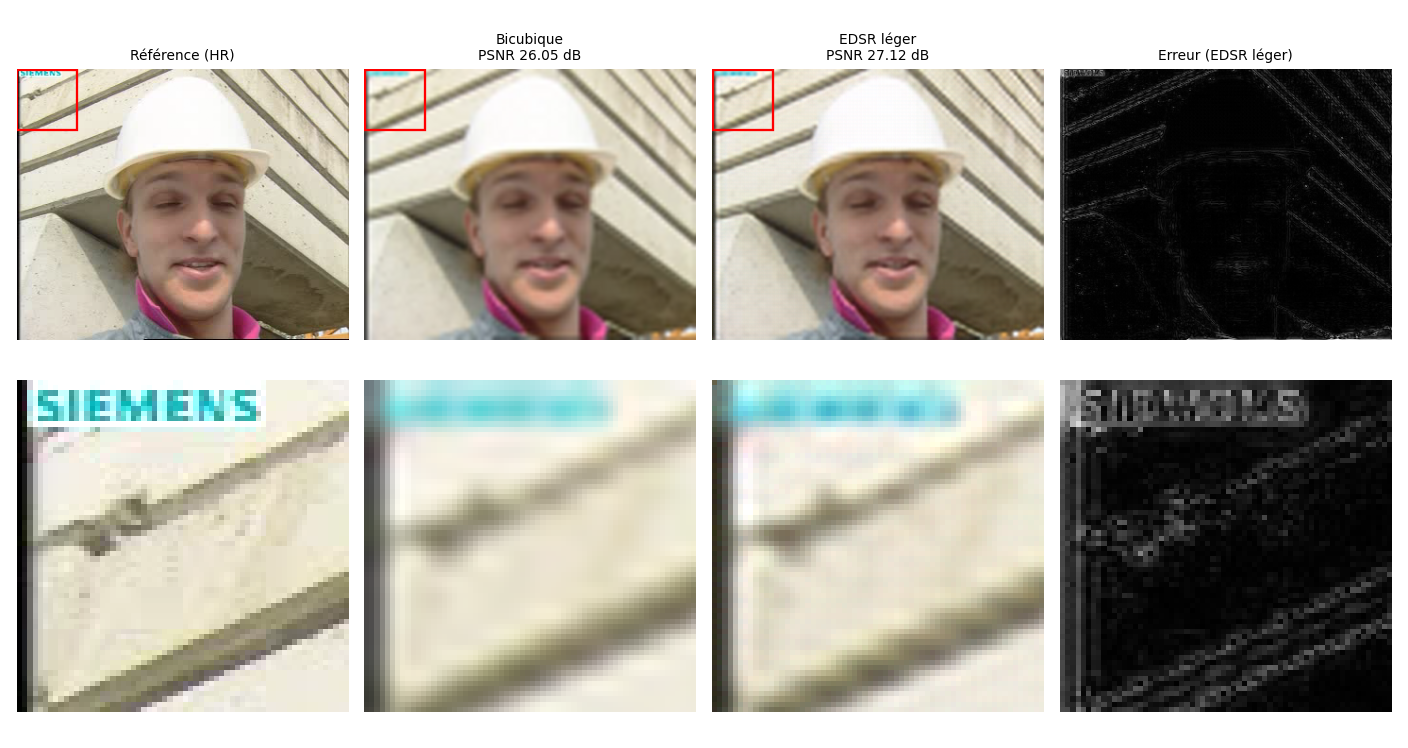 Référence (HR)
Bicubique
PSNR 26.05 dB
EDSR léger
PSNR 27.12 dB
Erreur (EDSR léger)
SIEMENS
SIEMENS